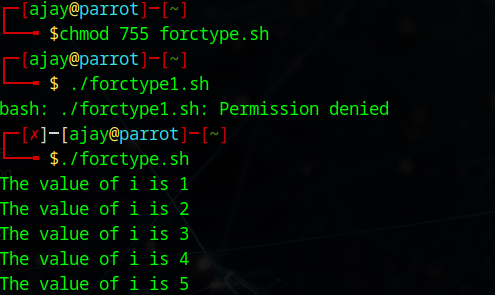 ┌─[ajay@parrot]─[~]
└──╼ $chmod 755 forctype.sh
┌─[ajay@parrot]─[~]
└──╼ $ ./forctype1.sh
bash: ./forctype1.sh: Permission denied
┌─[✗]─[ajay@parrot]─[~]
└──╼ $./forctype.sh
The value of i is 1
The value of i is 2
The value of i is 3
The value of i is 4
The value of i is 5